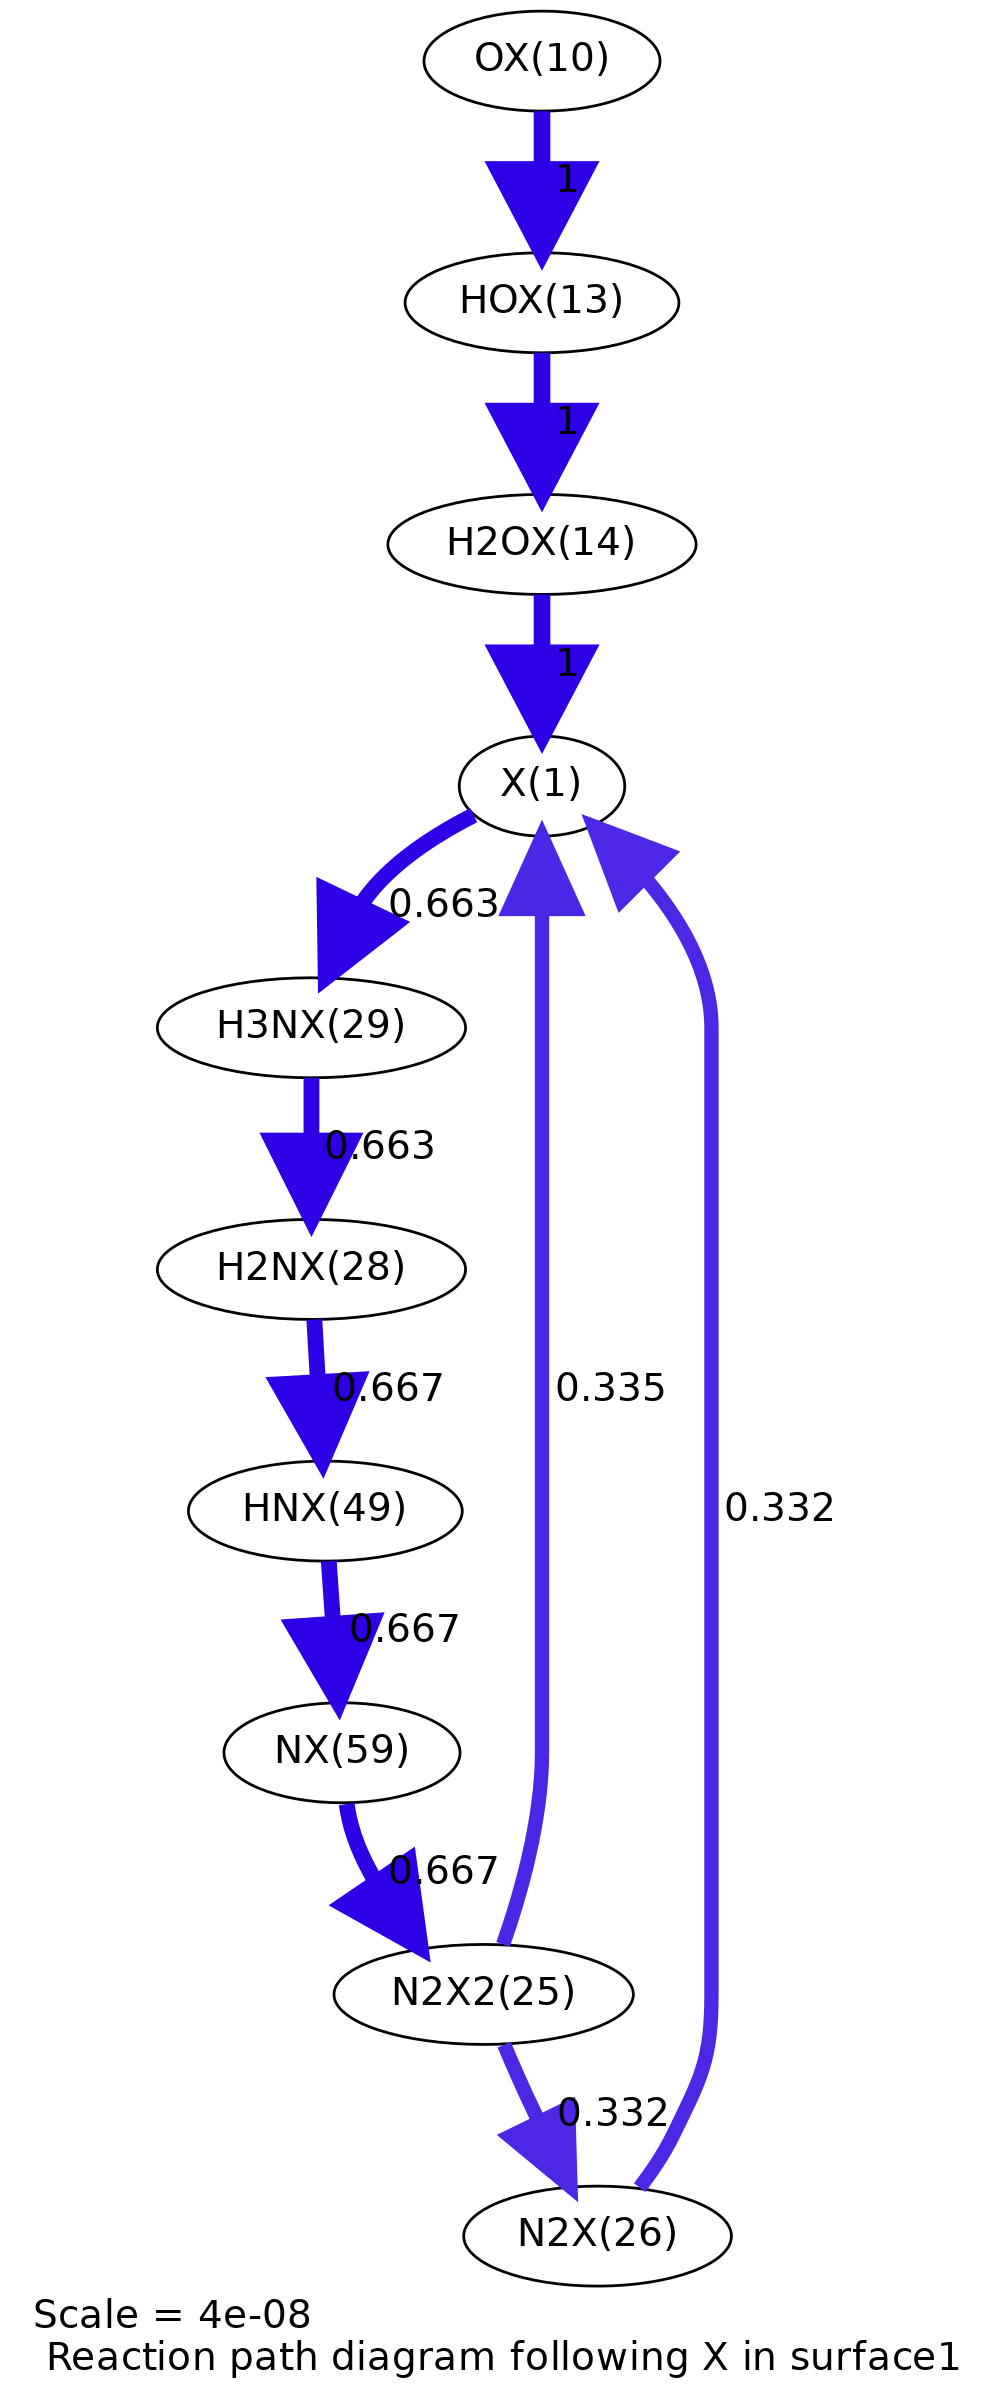 OX(10)
1
HOX(13)
1
H2OX(14)
1
X(1)
0.663
H3NX(29)
0.663
H2NX(28)
0.667
0.335
HNX(49)
0.332
0.667
NX(59)
0.667
N2X2(25)
0.332
N2X(26)
Scale = 4e-08
Reaction path diagram following X in surface1